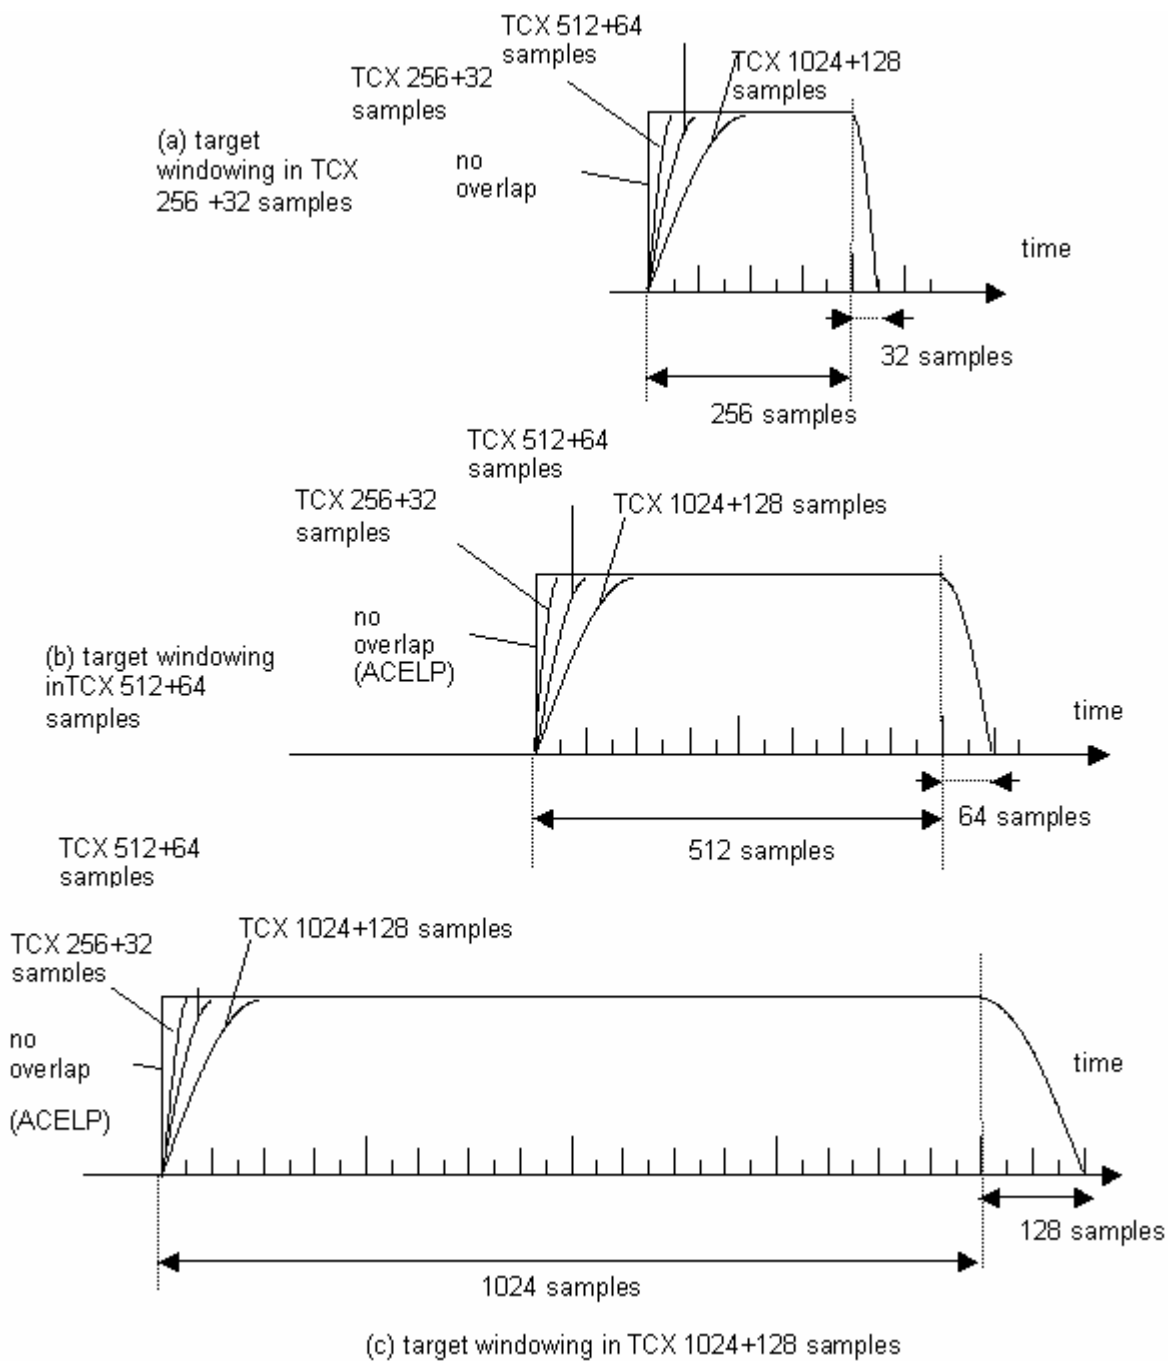 TCX 512+64
samples
TCX 256+32
samples
TCX 1024+128
samples
(a) target
windowing in TCX
256 +32 samples
no
overlap
time
32 samples
256 samples
TCX 512+64
samples
TCX 256+32
samples
TCX 1024+128 samples
no
overlap
(ACELP)
(b) target windowing
inTCX 512+64
samples
time
64 samples
512 samples
TCX 512+64
samples
TCX 1024+128 samples
TCX 256+32
samples
no
overlap
(ACELP)
time
128 samples
1024 samples
(c) target windowing in TCX 1024+128 samples